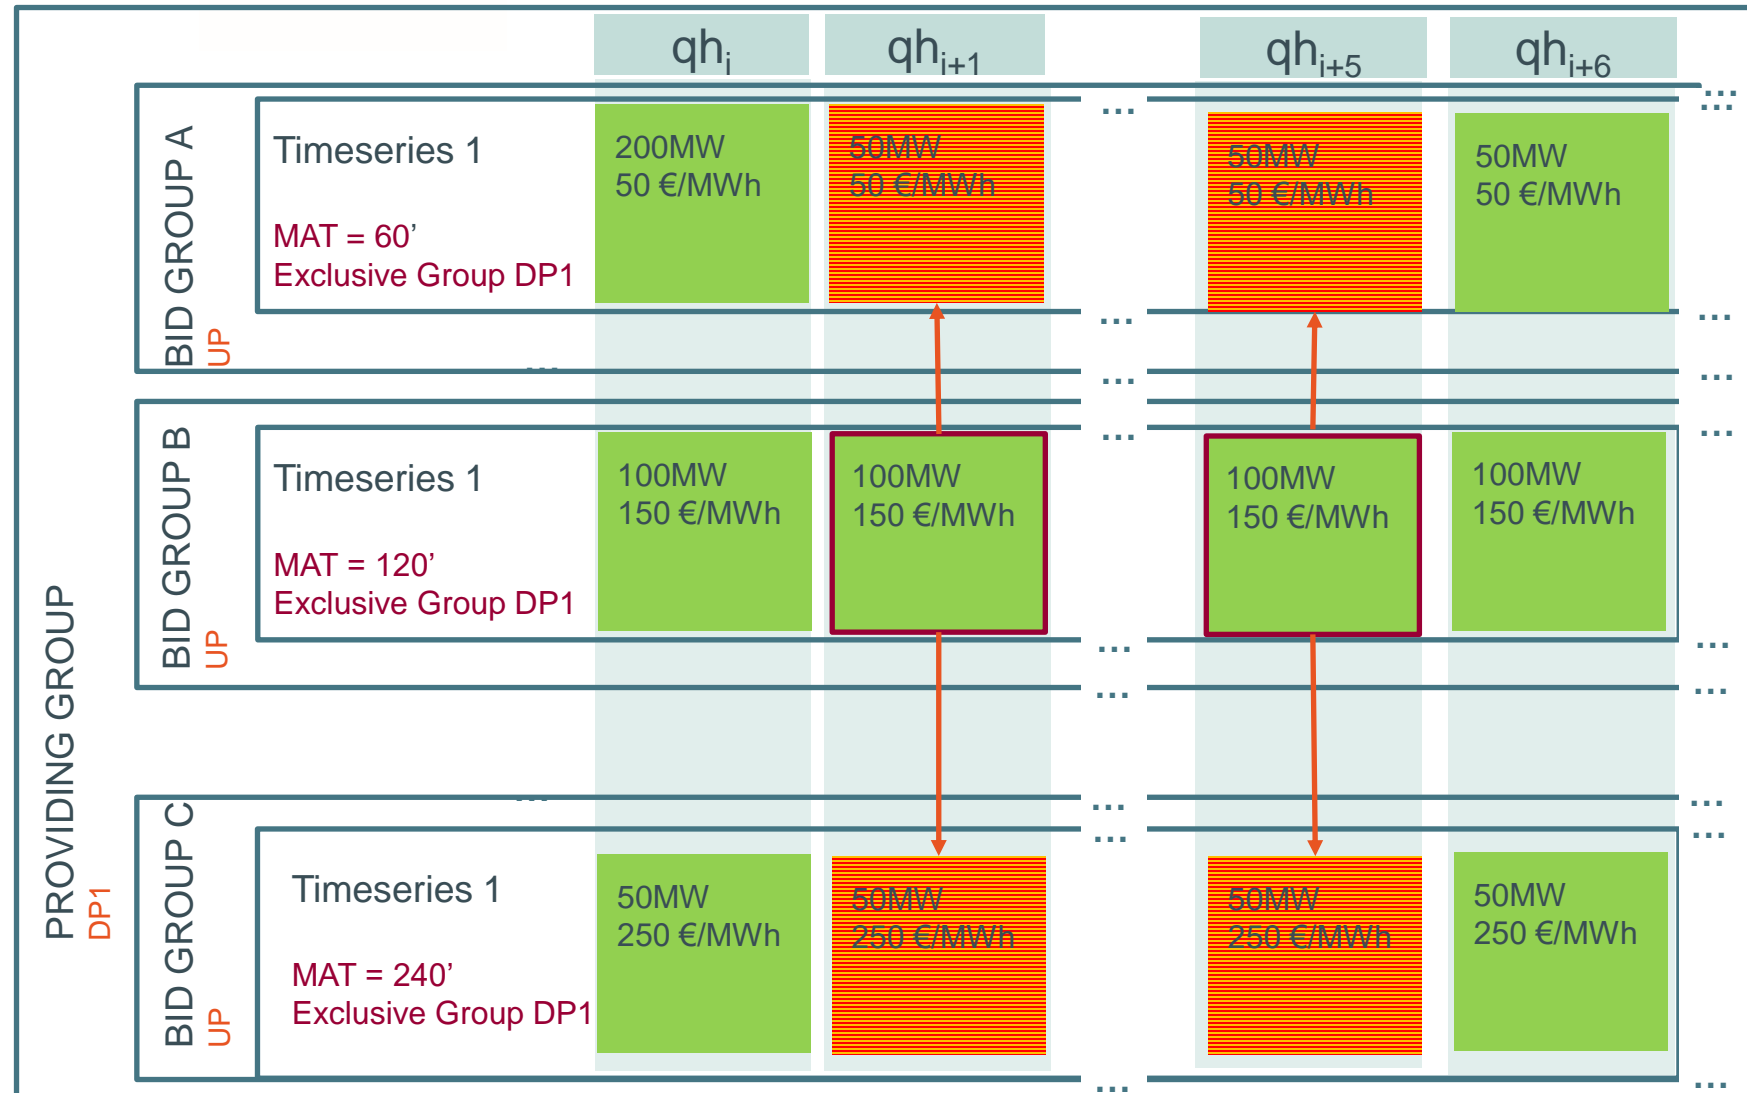 qhi qhi+1 qhi+5 qhi+6
PROVIDING GROUP
DP1
BID GROUP A
UP
Timeseries 1
MAT = 60’
Exclusive Group DP1
200MW
50 €/MWh
50MW
50 €/MWh
...
50MW
50 €/MWh
50MW
50 €/MWh
...
...
...
...
...
...
...
BID GROUP B
UP
Timeseries 1
MAT = 120’
Exclusive Group DP1
100MW
150 €/MWh
100MW
150 €/MWh
...
100MW
150 €/MWh
100MW
150 €/MWh
...
...
...
...
...
...
BID GROUP C
UP
Timeseries 1
MAT = 240’
Exclusive Group DP1
50MW
250 €/MWh
50MW
250 €/MWh
...
...
50MW
250 €/MWh
50MW
250 €/MWh
...
...
...
...